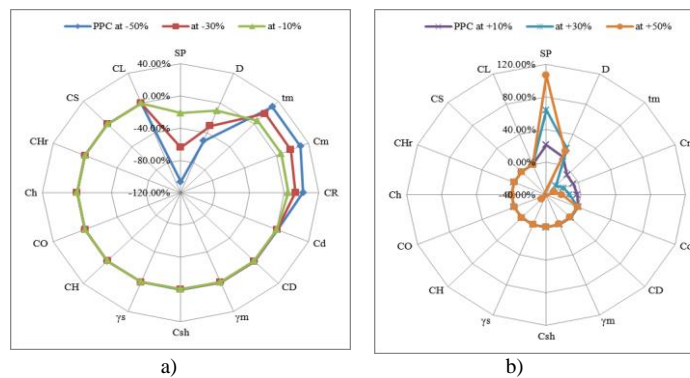 PPC at -50% at -30% at -10%
40.00%
0.00%
-40.00%
-80.00%
-120.00%
SP
D
tm
Cm
CR
Cd
CD
γm
Csh
γs
CH
CO
Ch
CHr
CS
CL
a)
PPC at +10% at +30% at +50%
120.00%
80.00%
40.00%
0.00%
-40.00%
SP
D
tm
CD
γm
Csh
γs
CH
CO
Ch
CHr
CS
CL
b)